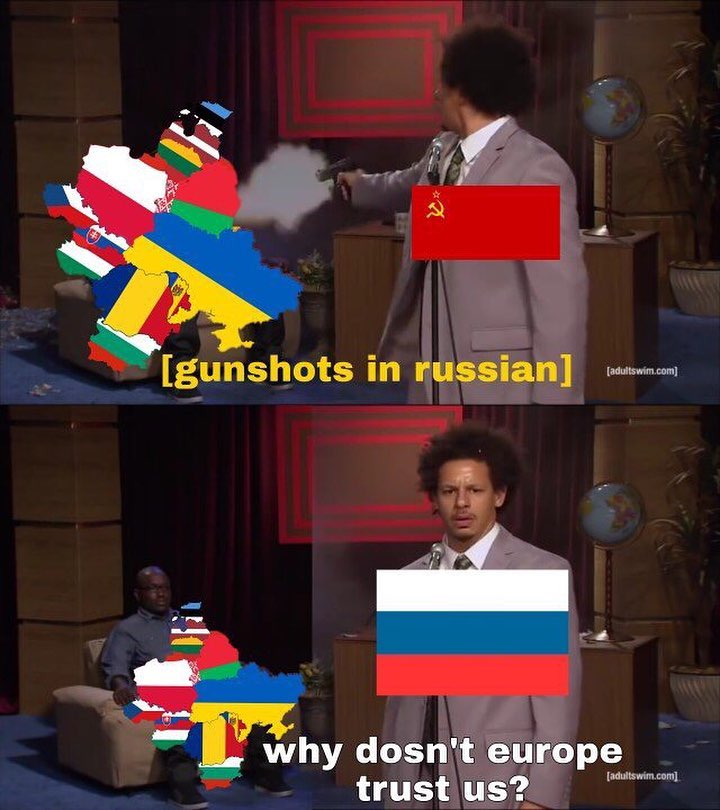 [gunshots in russian]
[adultswim.com]
why dosn't europe
trust us?
[adultswim.com]